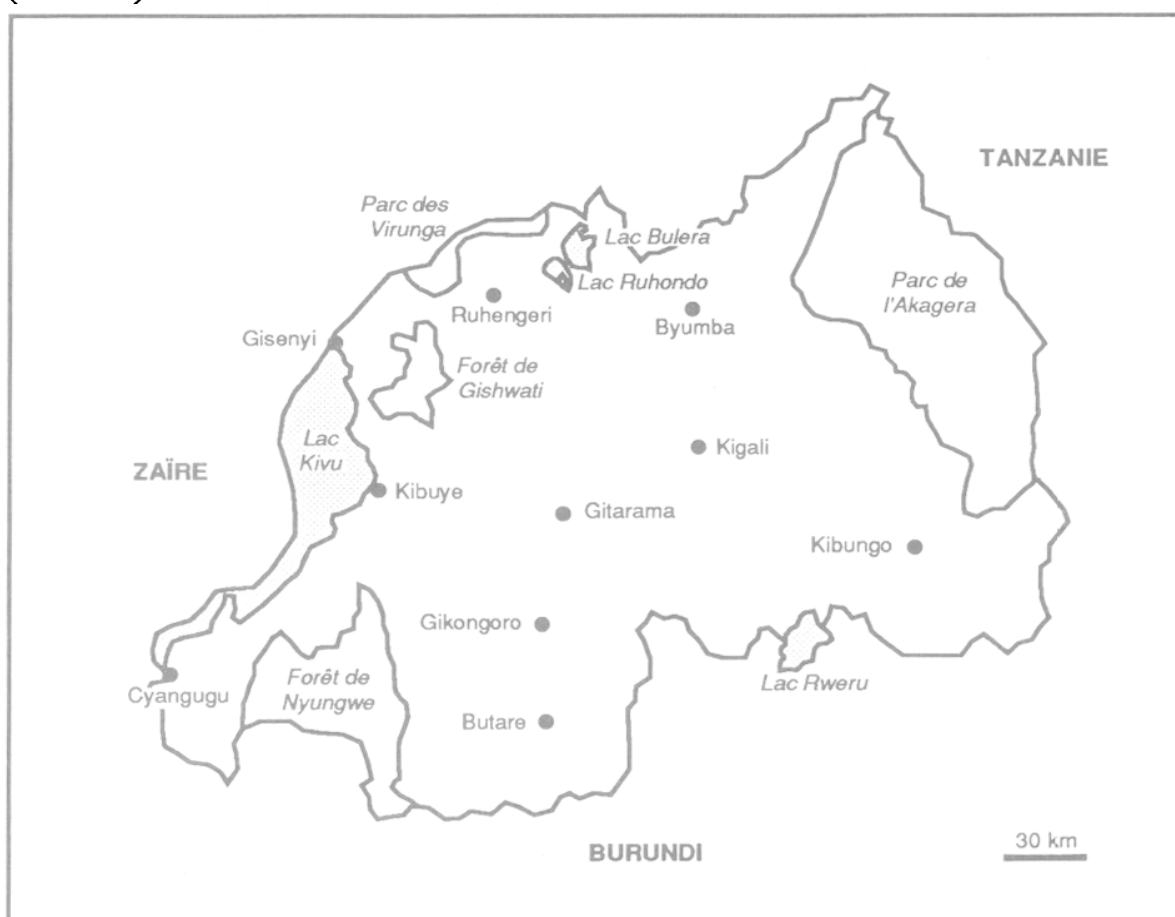 TANZANIE
Parc des
Virunga
Lac Bulera
Lac Ruhondo
Parc de
l'Akagera
Ruhengeri
Byumba
Gisenyi
Forêt de
Gishwati
Lac
Kivu
Kigali
ZAÏRE
Kibuye
Gitarama
Kibungo
Gikongoro
Forêt de
Nyungwe
Lac Rweru
Cyangugu
Butare
30 km
BURUNDI